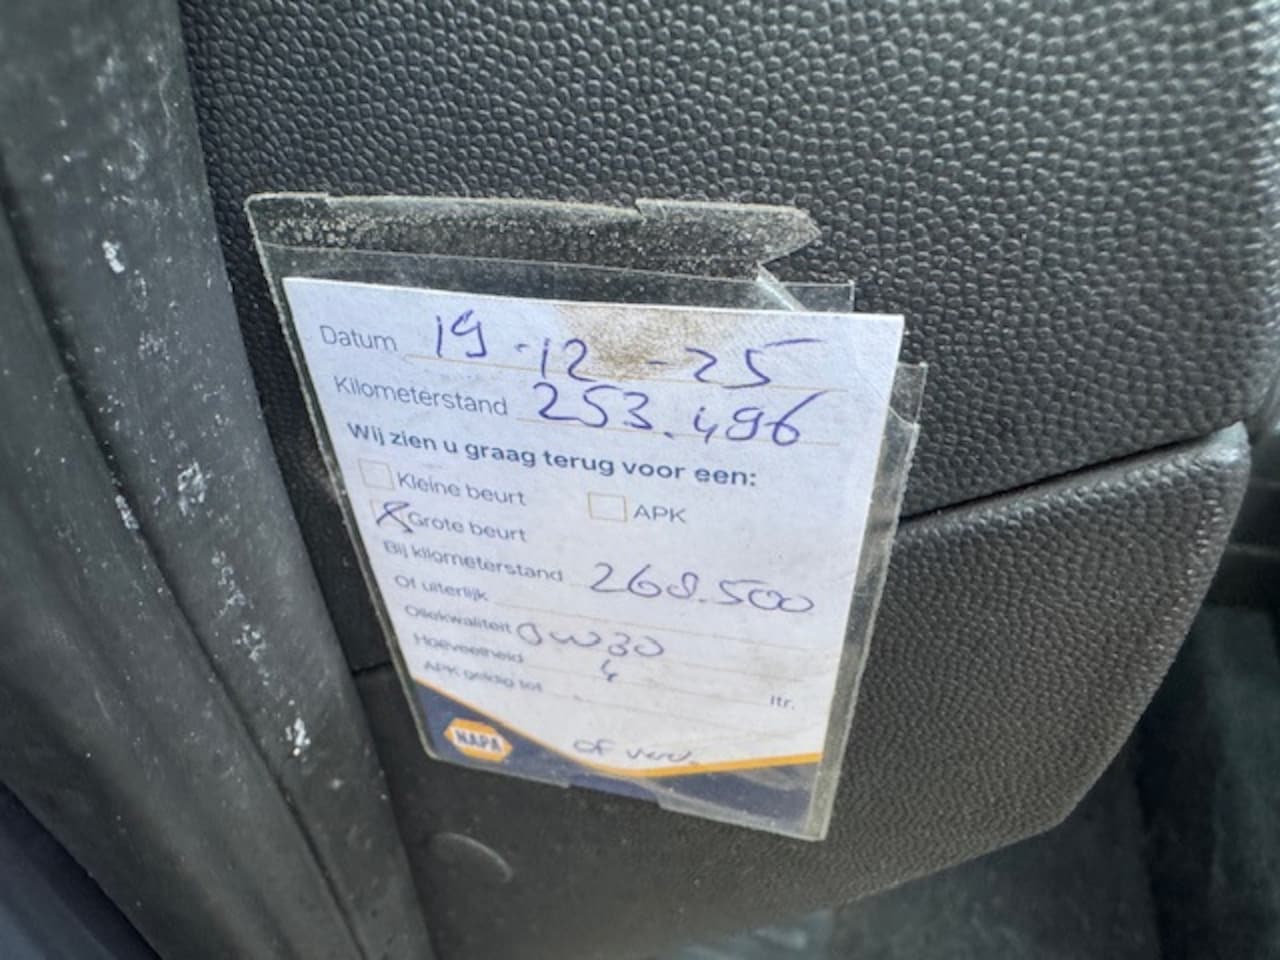 Datum 19-12-25
Kilometerstand 253.496
Wij zien u graag terug voor een:
Kleine beurt APK
Grote beurt
Bij kilometerstand 268.500
Of uiterlijk
Oliekwaliteit 0W30
Hoeveelheid 4 ltr.
APK geldig tot
NAPA of